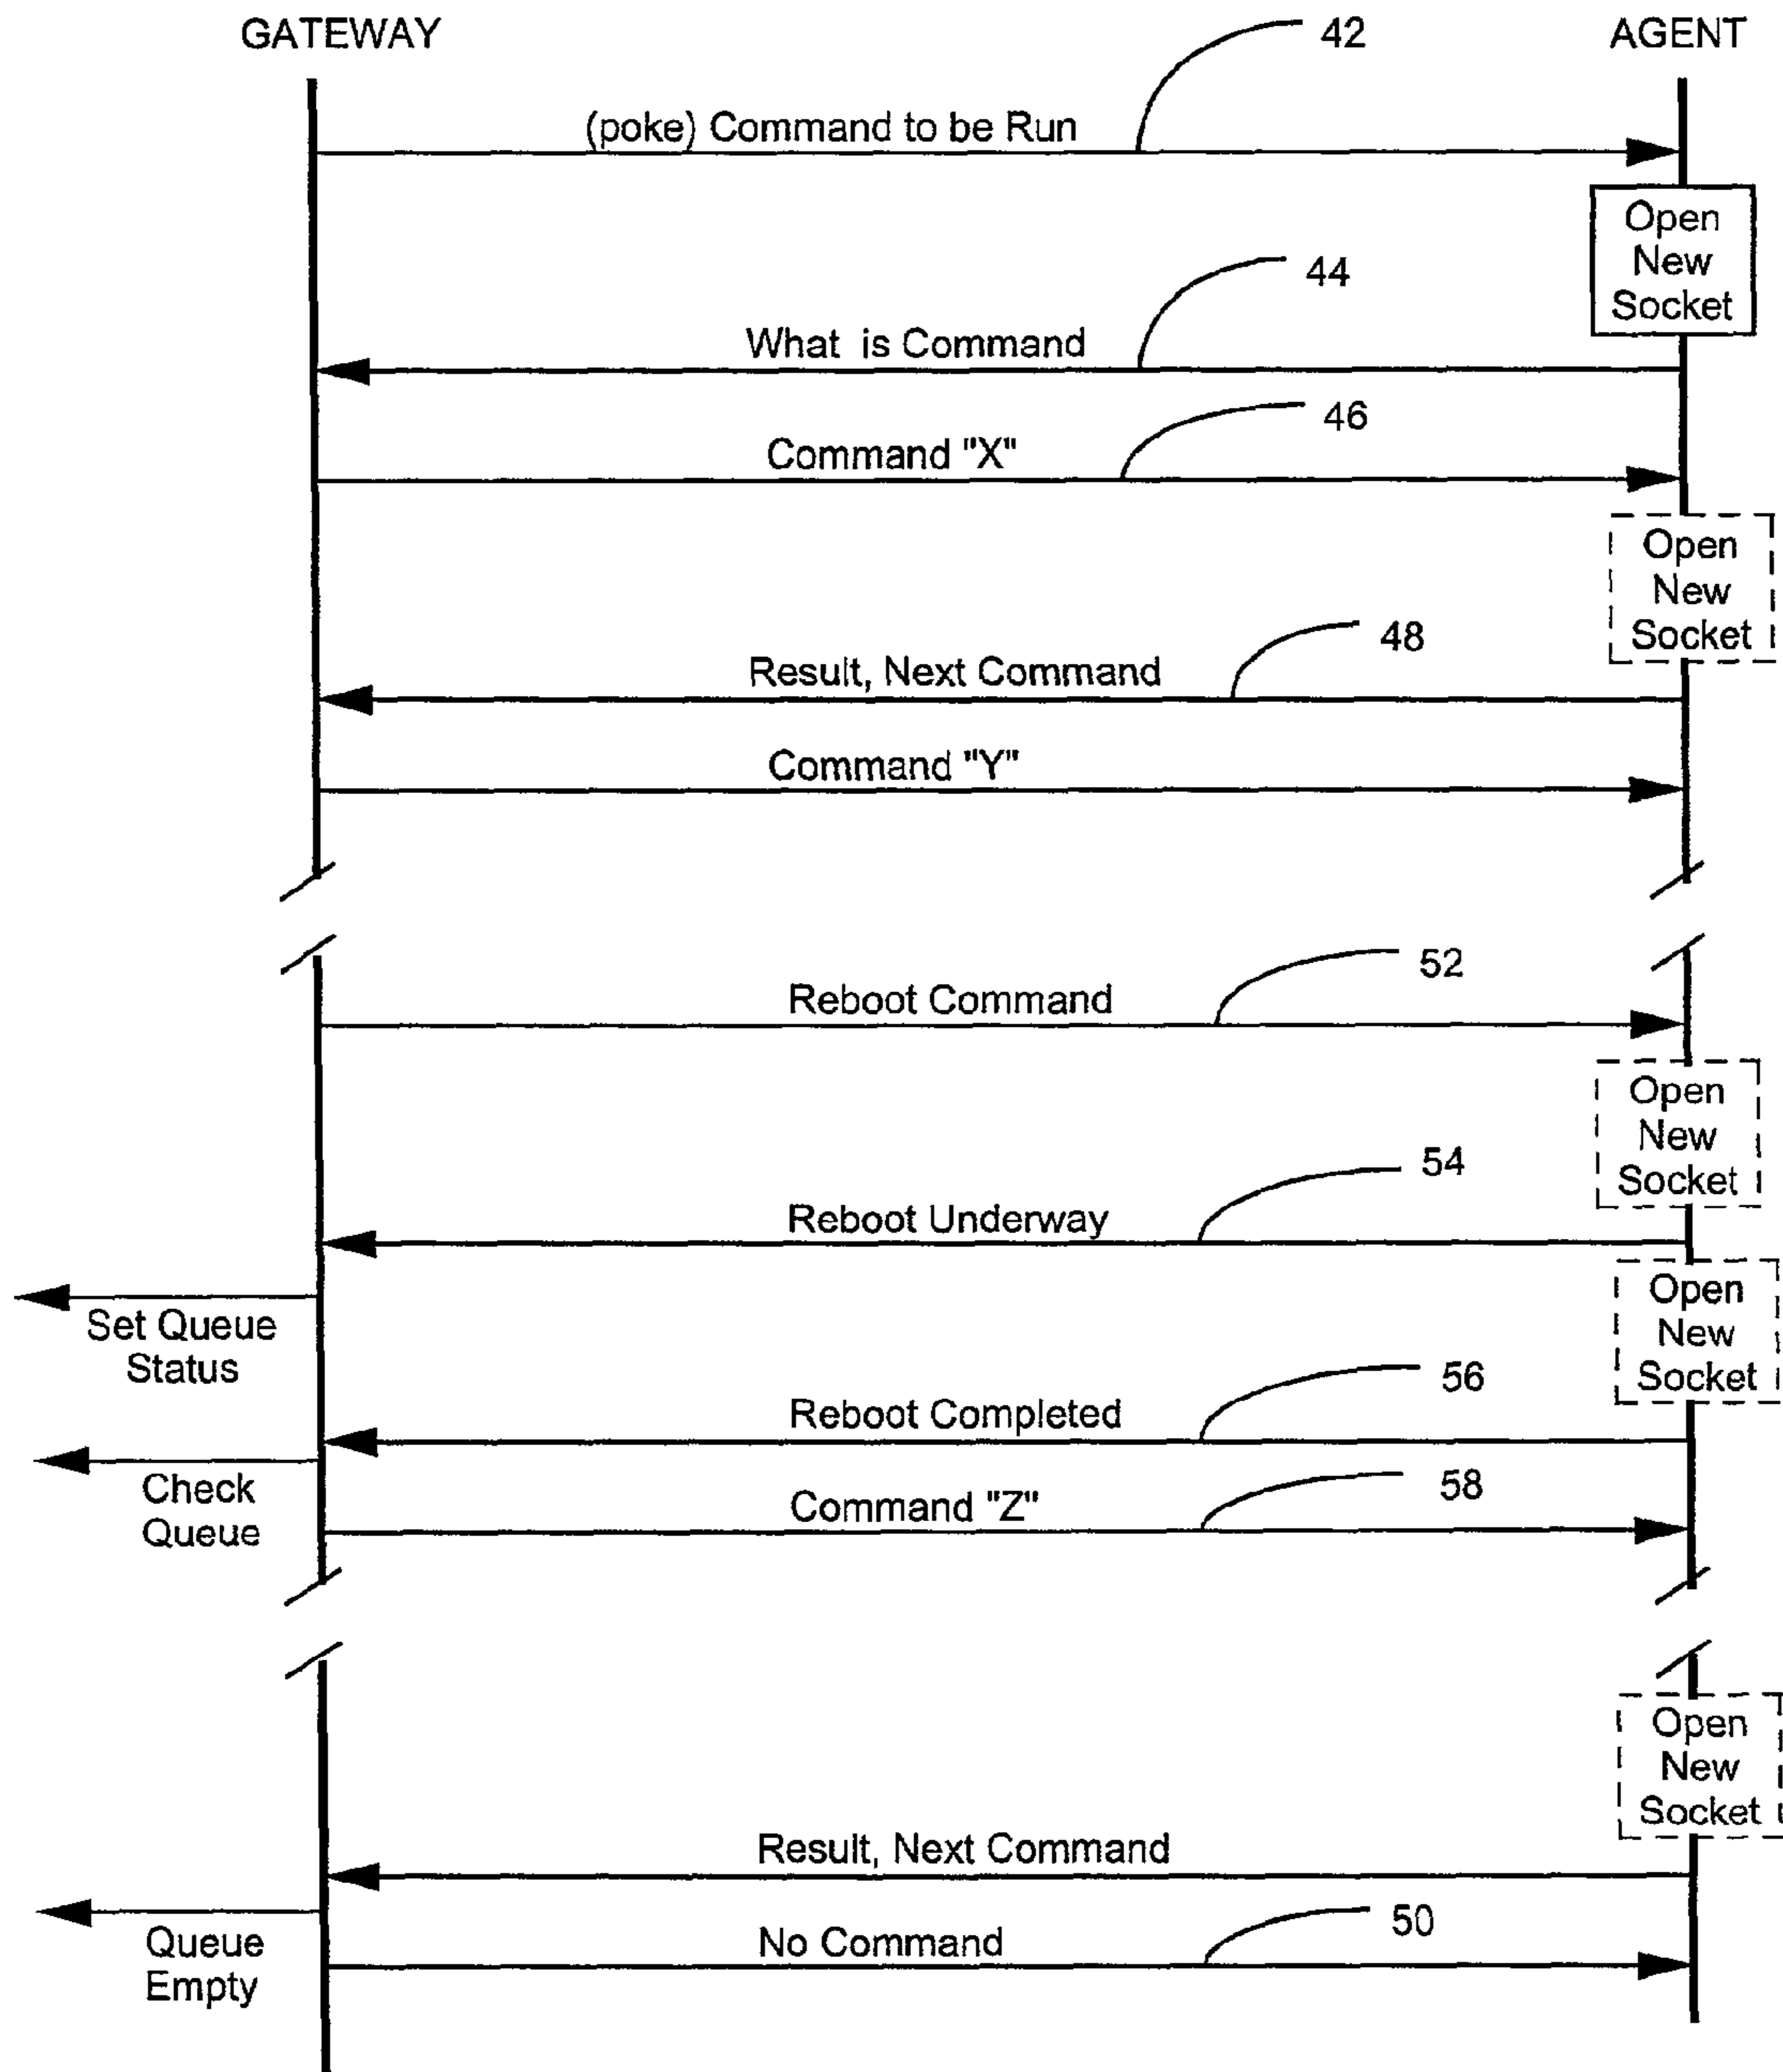 GATEWAY
42
AGENT
(poke) Command to be Run
Open
New
Socket
44
What is Command
46
Command "X"
Open
New
Socket
48
Result, Next Command
Command "Y"
52
Reboot Command
Open
New
Socket
54
Reboot Underway
Open
New
Socket
Set Queue
Status
56
Reboot Completed
Check
Queue
58
Command "Z"
Open
New
Socket
Result, Next Command
50
No Command
Queue
Empty